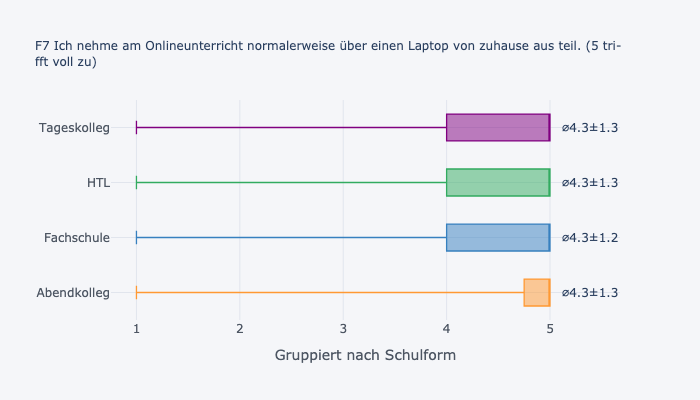 F7 Ich nehme am Onlineunterricht normalerweise über einen Laptop von zuhause aus teil. (5 tri-
fft voll zu)
Tageskolleg ⌀4.3±1.3
HTL ⌀4.3±1.3
Fachschule ⌀4.3±1.2
Abendkolleg ⌀4.3±1.3
1 2 3 4 5
Gruppiert nach Schulform